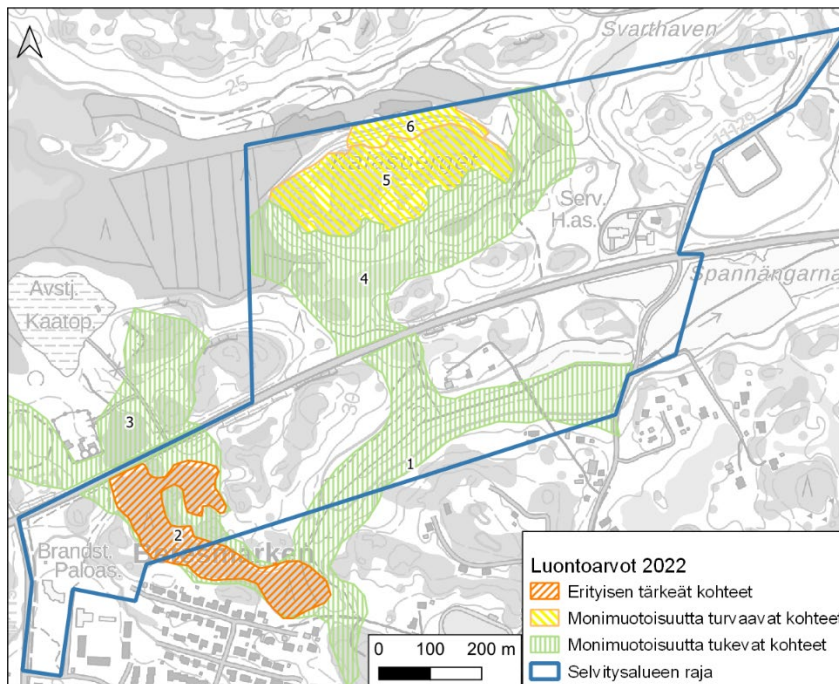 Svarthaven
25
6
Kalasberget
5
11129
Serv.
H.as.
Spannängarna
4
Avstj.
Kaatop.
3
30
1
2
Brandst.
Paloas.
0 100 200 m
Luontoarvot 2022
Erityisen tärkeät kohteet
Monimuotoisuutta turvaavat kohteet
Monimuotoisuutta tukevat kohteet
Selvitysalueen raja